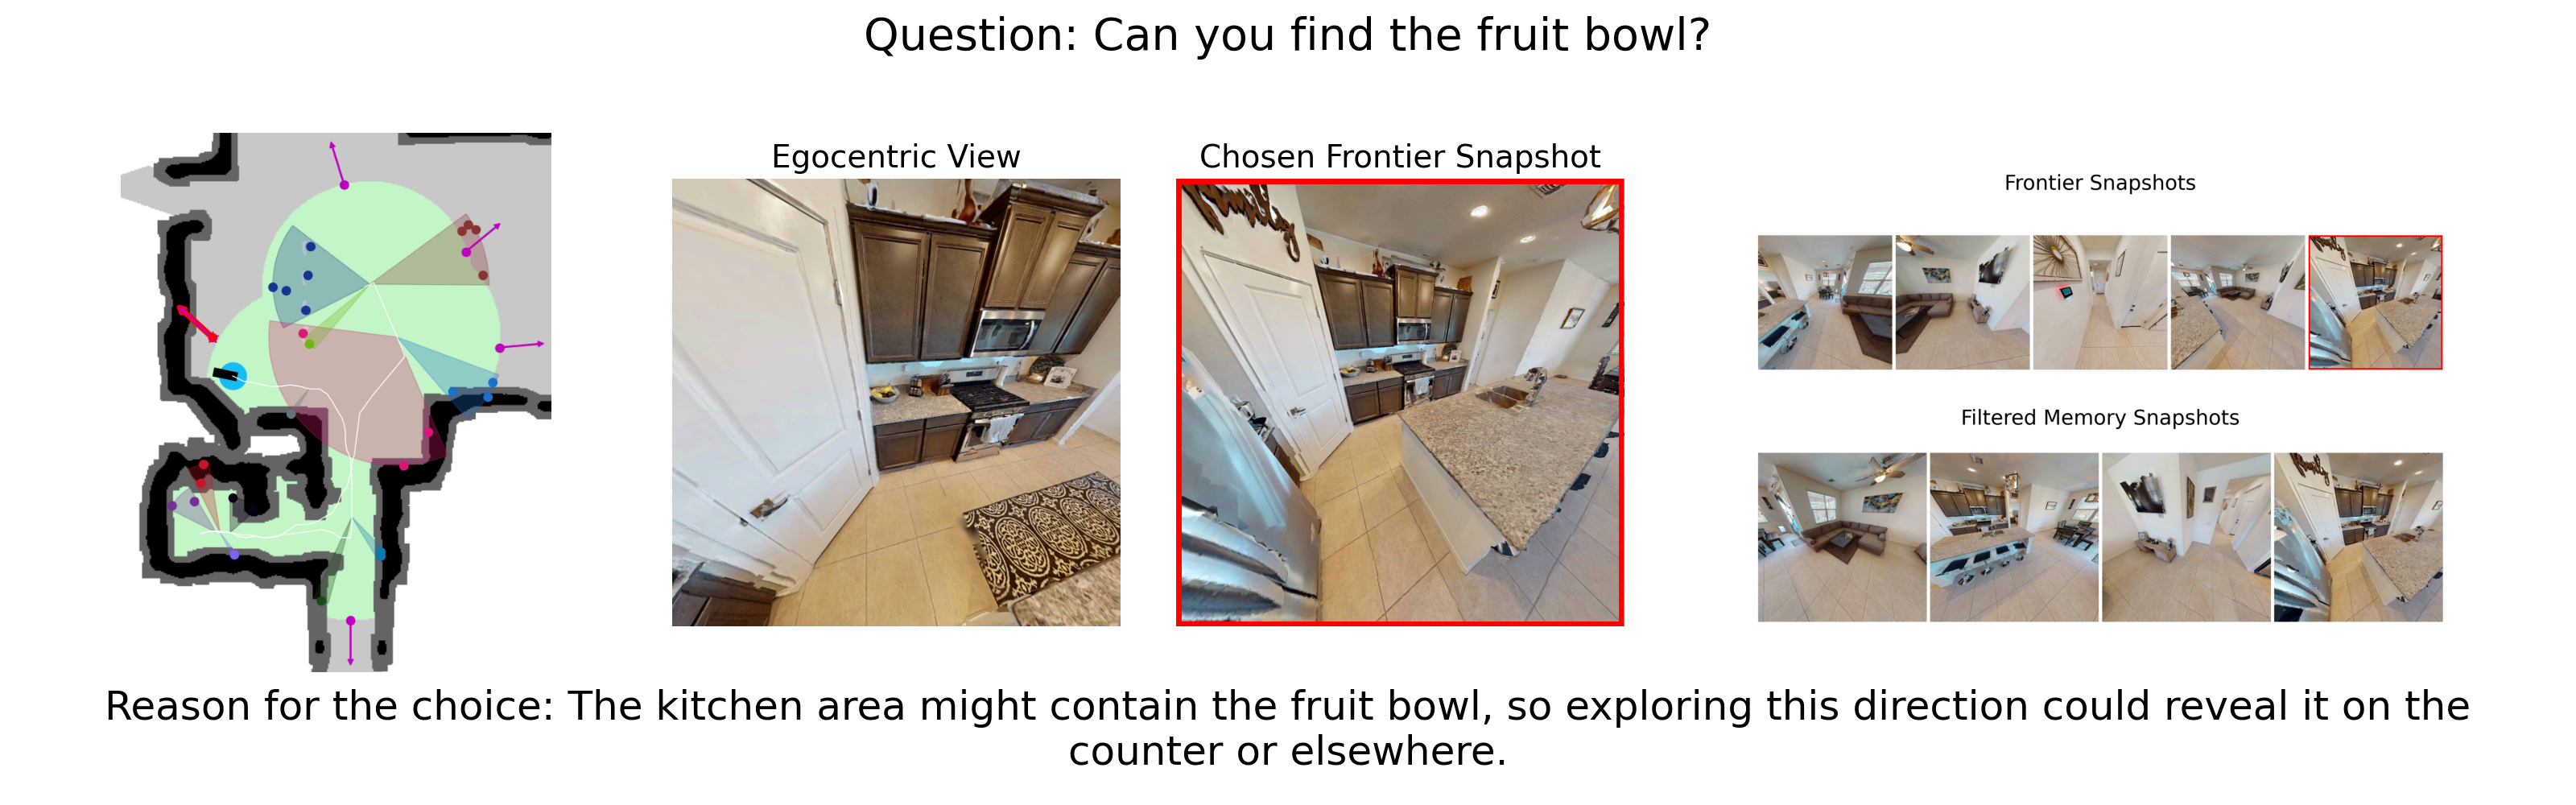 Question: Can you find the fruit bowl?
Egocentric View
Chosen Frontier Snapshot
Frontier Snapshots
Filtered Memory Snapshots
Reason for the choice: The kitchen area might contain the fruit bowl, so exploring this direction could reveal it on the
counter or elsewhere.